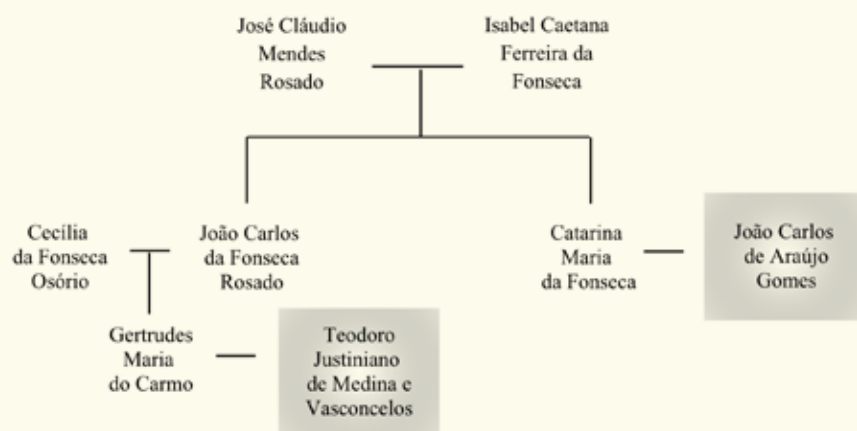 José Cláudio
Mendes
Rosado
Isabel Caetana
Ferreira da
Fonseca
Cecília
da Fonseca
Osório
João Carlos
da Fonseca
Rosado
Catarina
Maria
da Fonseca
João Carlos
de Araújo
Gomes
Gertrudes
Maria
do Carmo
Teodoro
Justiniano
de Medina e
Vasconcelos